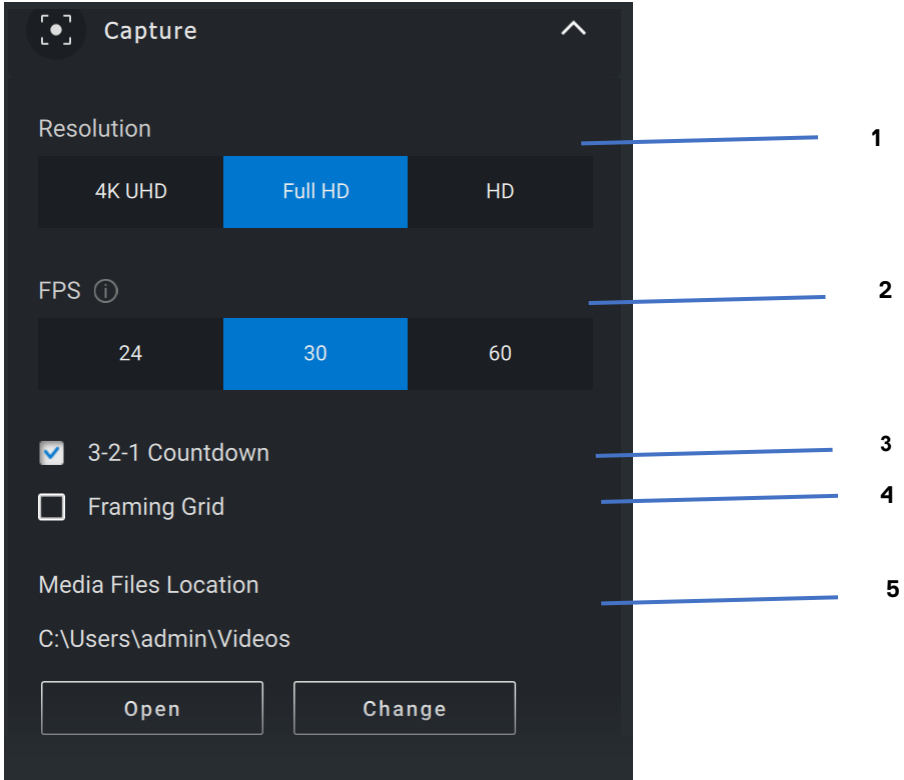 Capture
Resolution
1
4K UHD Full HD HD
FPS
2
24 30 60
3-2-1 Countdown
3
Framing Grid
4
Media Files Location
5
C:\Users\admin\Videos
Open Change